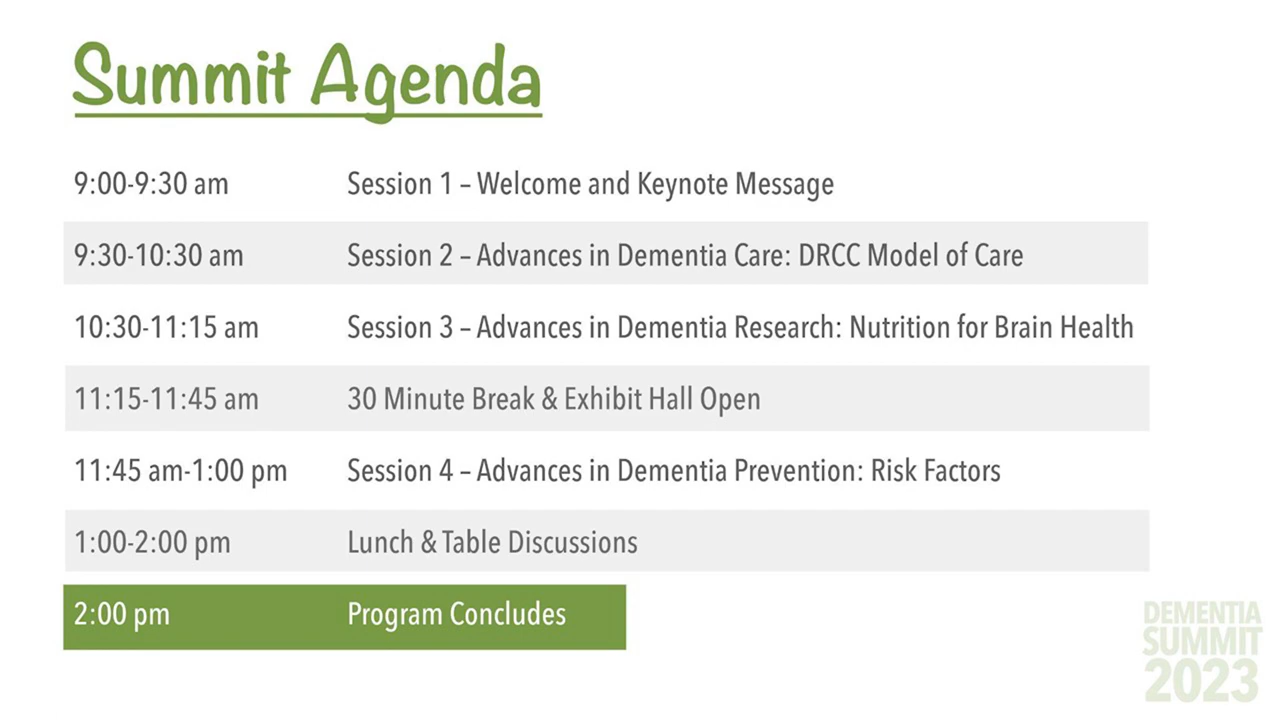 Summit Agenda
9:00-9:30 am Session 1 – Welcome and Keynote Message
9:30-10:30 am Session 2 – Advances in Dementia Care: DRCC Model of Care
10:30-11:15 am Session 3 – Advances in Dementia Research: Nutrition for Brain Health
11:15-11:45 am 30 Minute Break & Exhibit Hall Open
11:45 am-1:00 pm Session 4 – Advances in Dementia Prevention: Risk Factors
1:00-2:00 pm Lunch & Table Discussions
2:00 pm Program Concludes
DEMENTIA
SUMMIT
2023